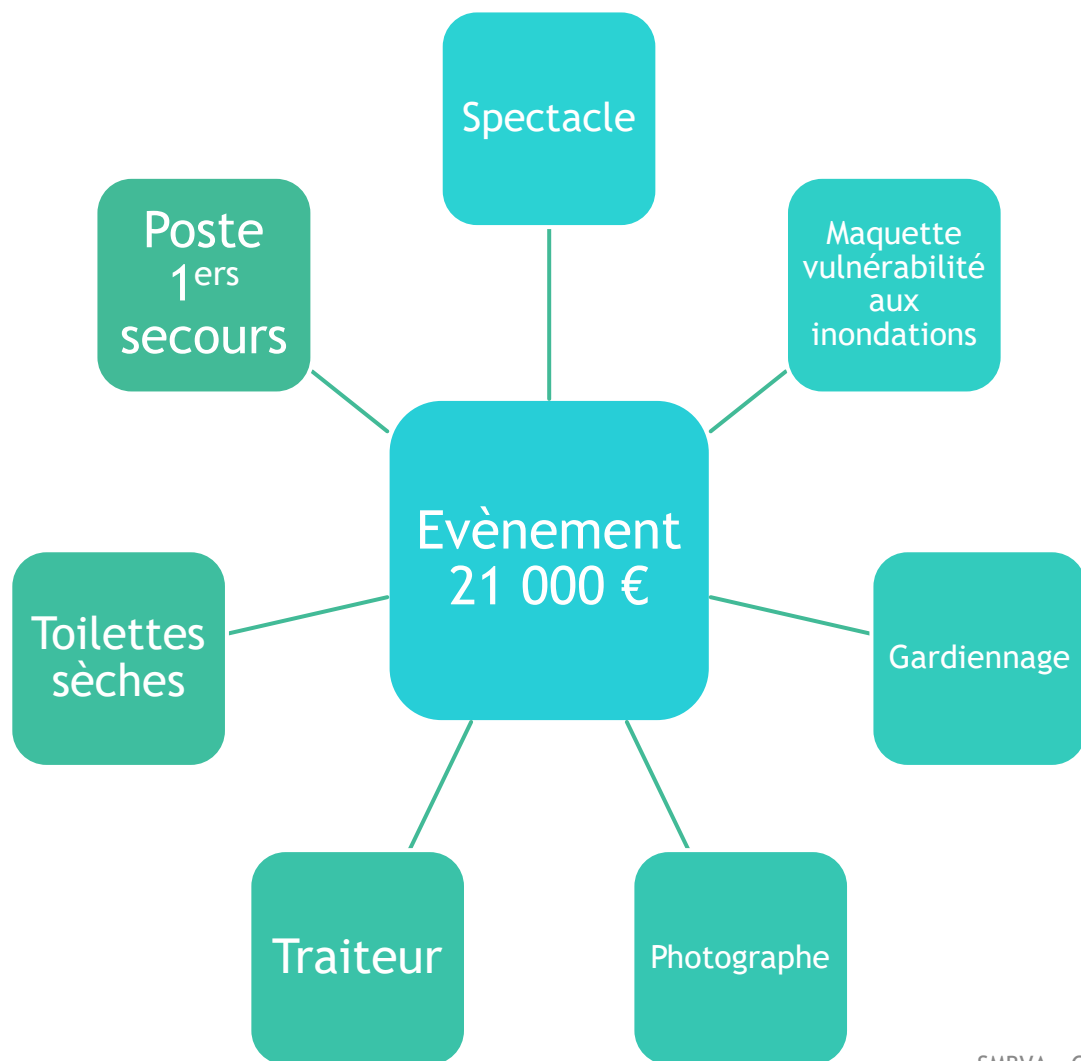 Spectacle
Maquette
vulnérabilité
aux
inondations
Gardiennage
Photographe
Traiteur
Toilettes
sèches
Poste
1ers
secours
Evènement
21 000 €